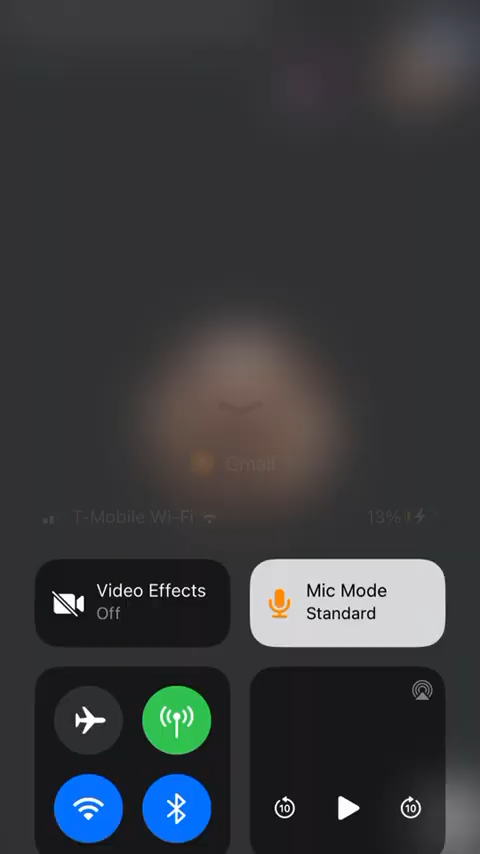 Gmail
T-Mobile Wi-Fi 13%
Video Effects
Off
Mic Mode
Standard
10 10